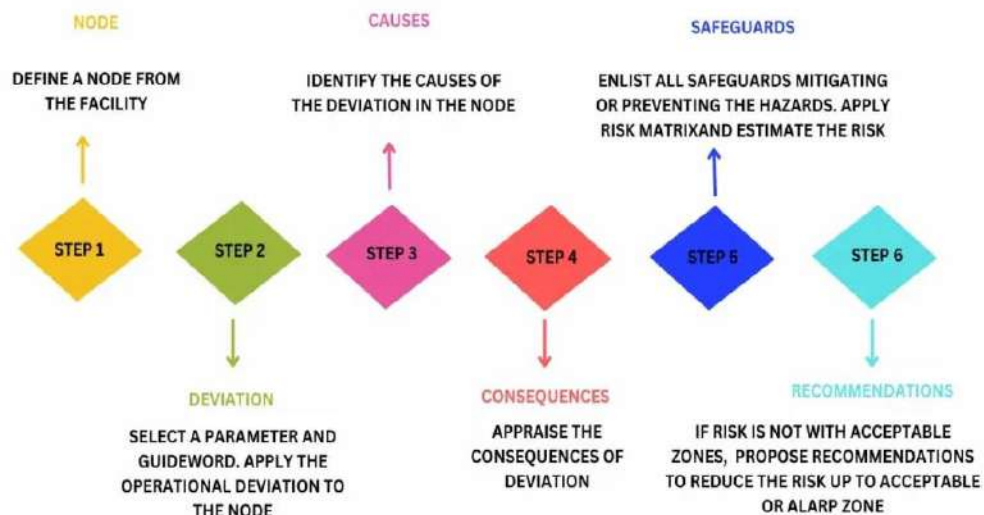 NODE
DEFINE A NODE FROM
THE FACILITY
CAUSES
IDENTIFY THE CAUSES OF
THE DEVIATION IN THE NODE
SAFEGUARDS
ENLIST ALL SAFEGUARDS MITIGATING
OR PREVENTING THE HAZARDS. APPLY
RISK MATRIXAND ESTIMATE THE RISK
STEP 1
STEP 2
STEP 3
STEP 4
STEP 5
STEP 6
DEVIATION
SELECT A PARAMETER AND
GUIDEWORD. APPLY THE
OPERATIONAL DEVIATION TO
THE NODE
CONSEQUENCES
APPRAISE THE
CONSEQUENCES OF
DEVIATION
RECOMMENDATIONS
IF RISK IS NOT WITH ACCEPTABLE
ZONES, PROPOSE RECOMMENDATIONS
TO REDUCE THE RISK UP TO ACCEPTABLE
OR ALARP ZONE